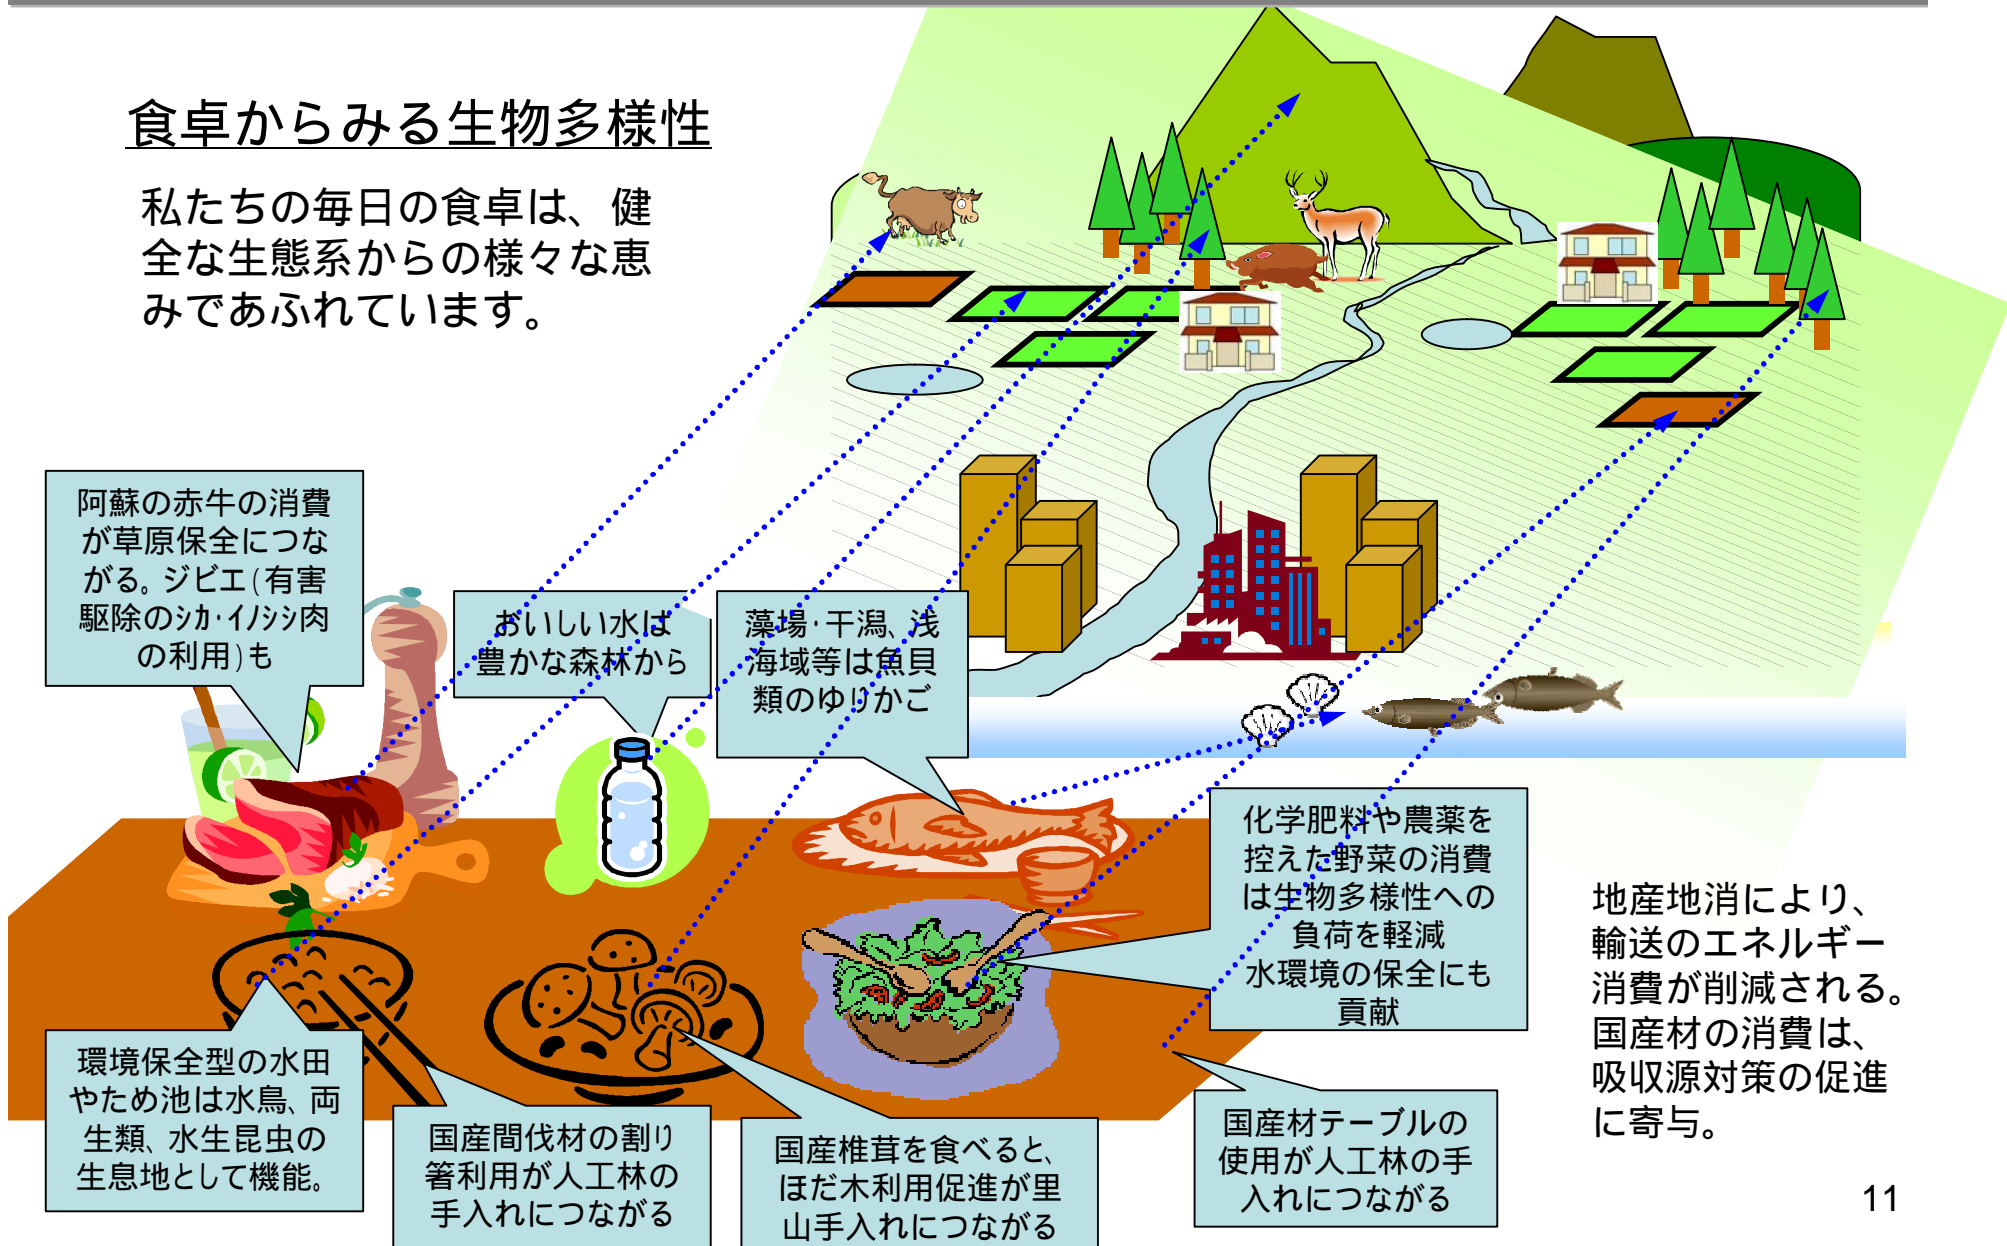 食卓からみる生物多様性
私たちの毎日の食卓は、健
全な生態系からの様々な恵
みであふれています。
阿蘇の赤牛の消費
が草原保全につな
がる。ジビエ(有害
駆除のｼｶ･ｲﾉｼｼ肉
の利用)も
おいしい水は
豊かな森林から
藻場･干潟、浅
海域等は魚貝
類のゆりかご
化学肥料や農薬を
控えた野菜の消費
は生物多様性への
負荷を軽減
水環境の保全にも
貢献
地産地消により、
輸送のエネルギー
消費が削減される。
国産材の消費は、
吸収源対策の促進
に寄与。
環境保全型の水田
やため池は水鳥、両
生類、水生昆虫の
生息地として機能。
国産間伐材の割り
箸利用が人工林の
手入れにつながる
国産椎茸を食べると、
ほだ木利用促進が里
山手入れにつながる
国産材テーブルの
使用が人工林の手
入れにつながる
11